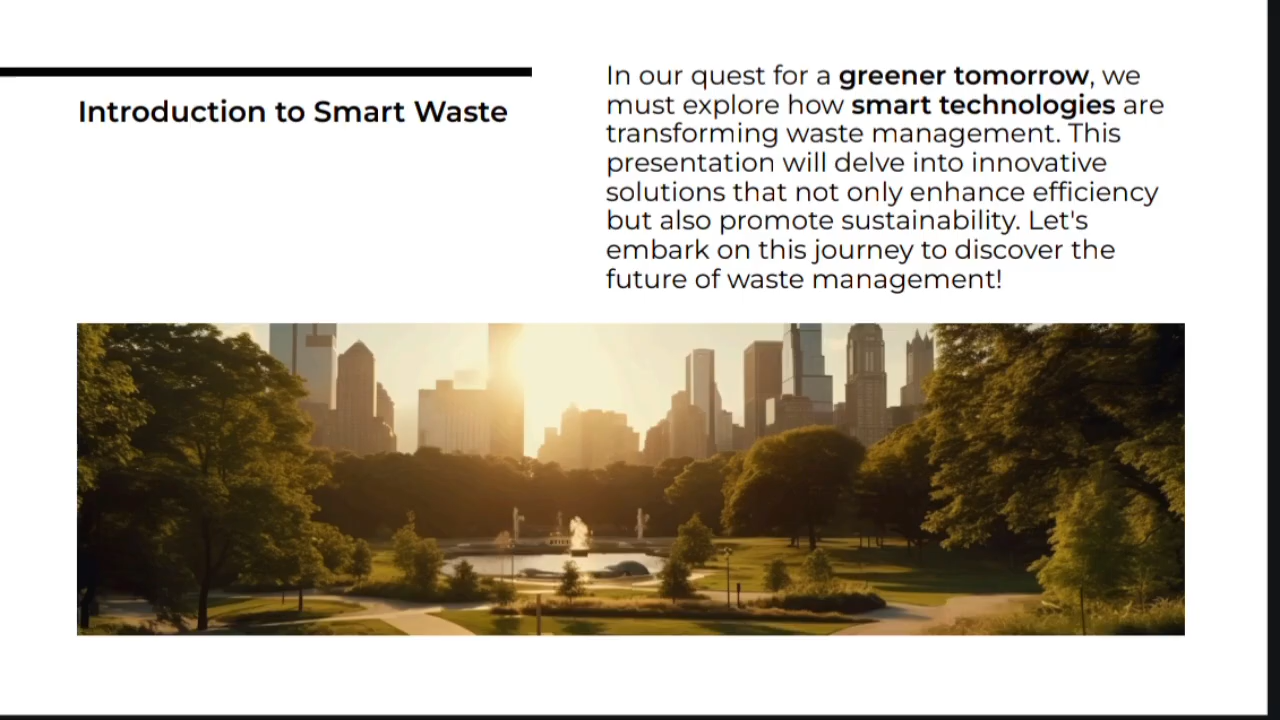 Introduction to Smart Waste
In our quest for a greener tomorrow, we
must explore how smart technologies are
transforming waste management. This
presentation will delve into innovative
solutions that not only enhance efficiency
but also promote sustainability. Let's
embark on this journey to discover the
future of waste management!